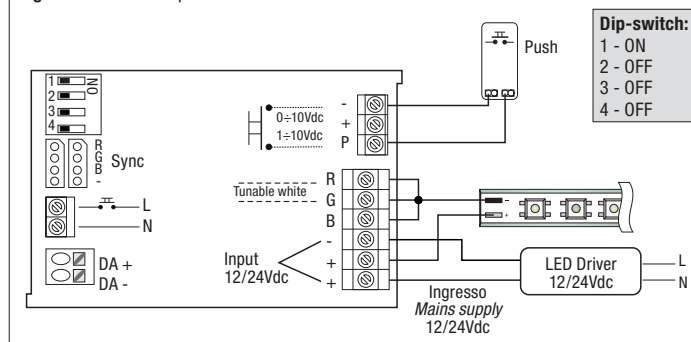 Dip-switch:
1 - ON
2 - OFF
3 - OFF
4 - OFF
Push
1
2
3
4
ON
0÷10Vdc
1÷10Vdc
-
+
P
R
G
B
-
Sync
L
N
DA +
DA -
Tunable white
R
G
B
-
+
+
Input
12/24Vdc
- 
+
LED Driver
12/24Vdc
L
N
Ingresso
Mains supply
12/24Vdc